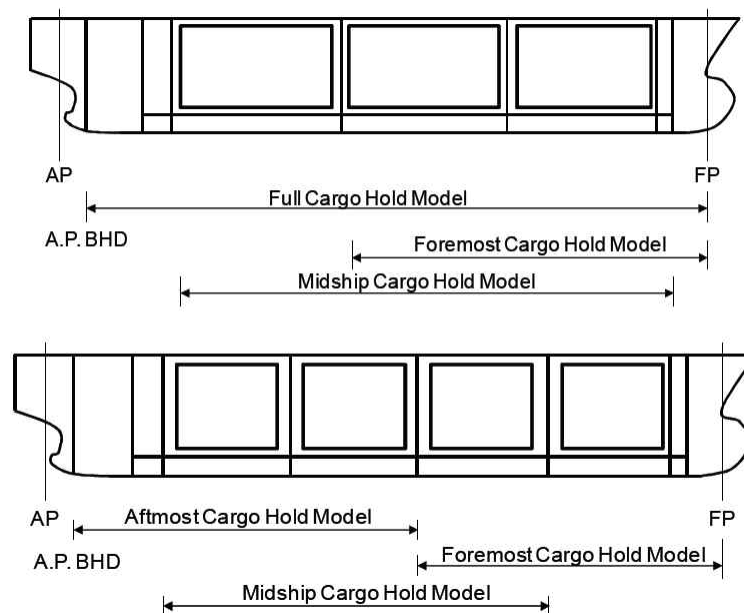 AP
FP
Full Cargo Hold Model
A.P. BHD
Foremost Cargo Hold Model
Midship Cargo Hold Model
AP
Aftmost Cargo Hold Model
FP
A.P. BHD
Foremost Cargo Hold Model
Midship Cargo Hold Model